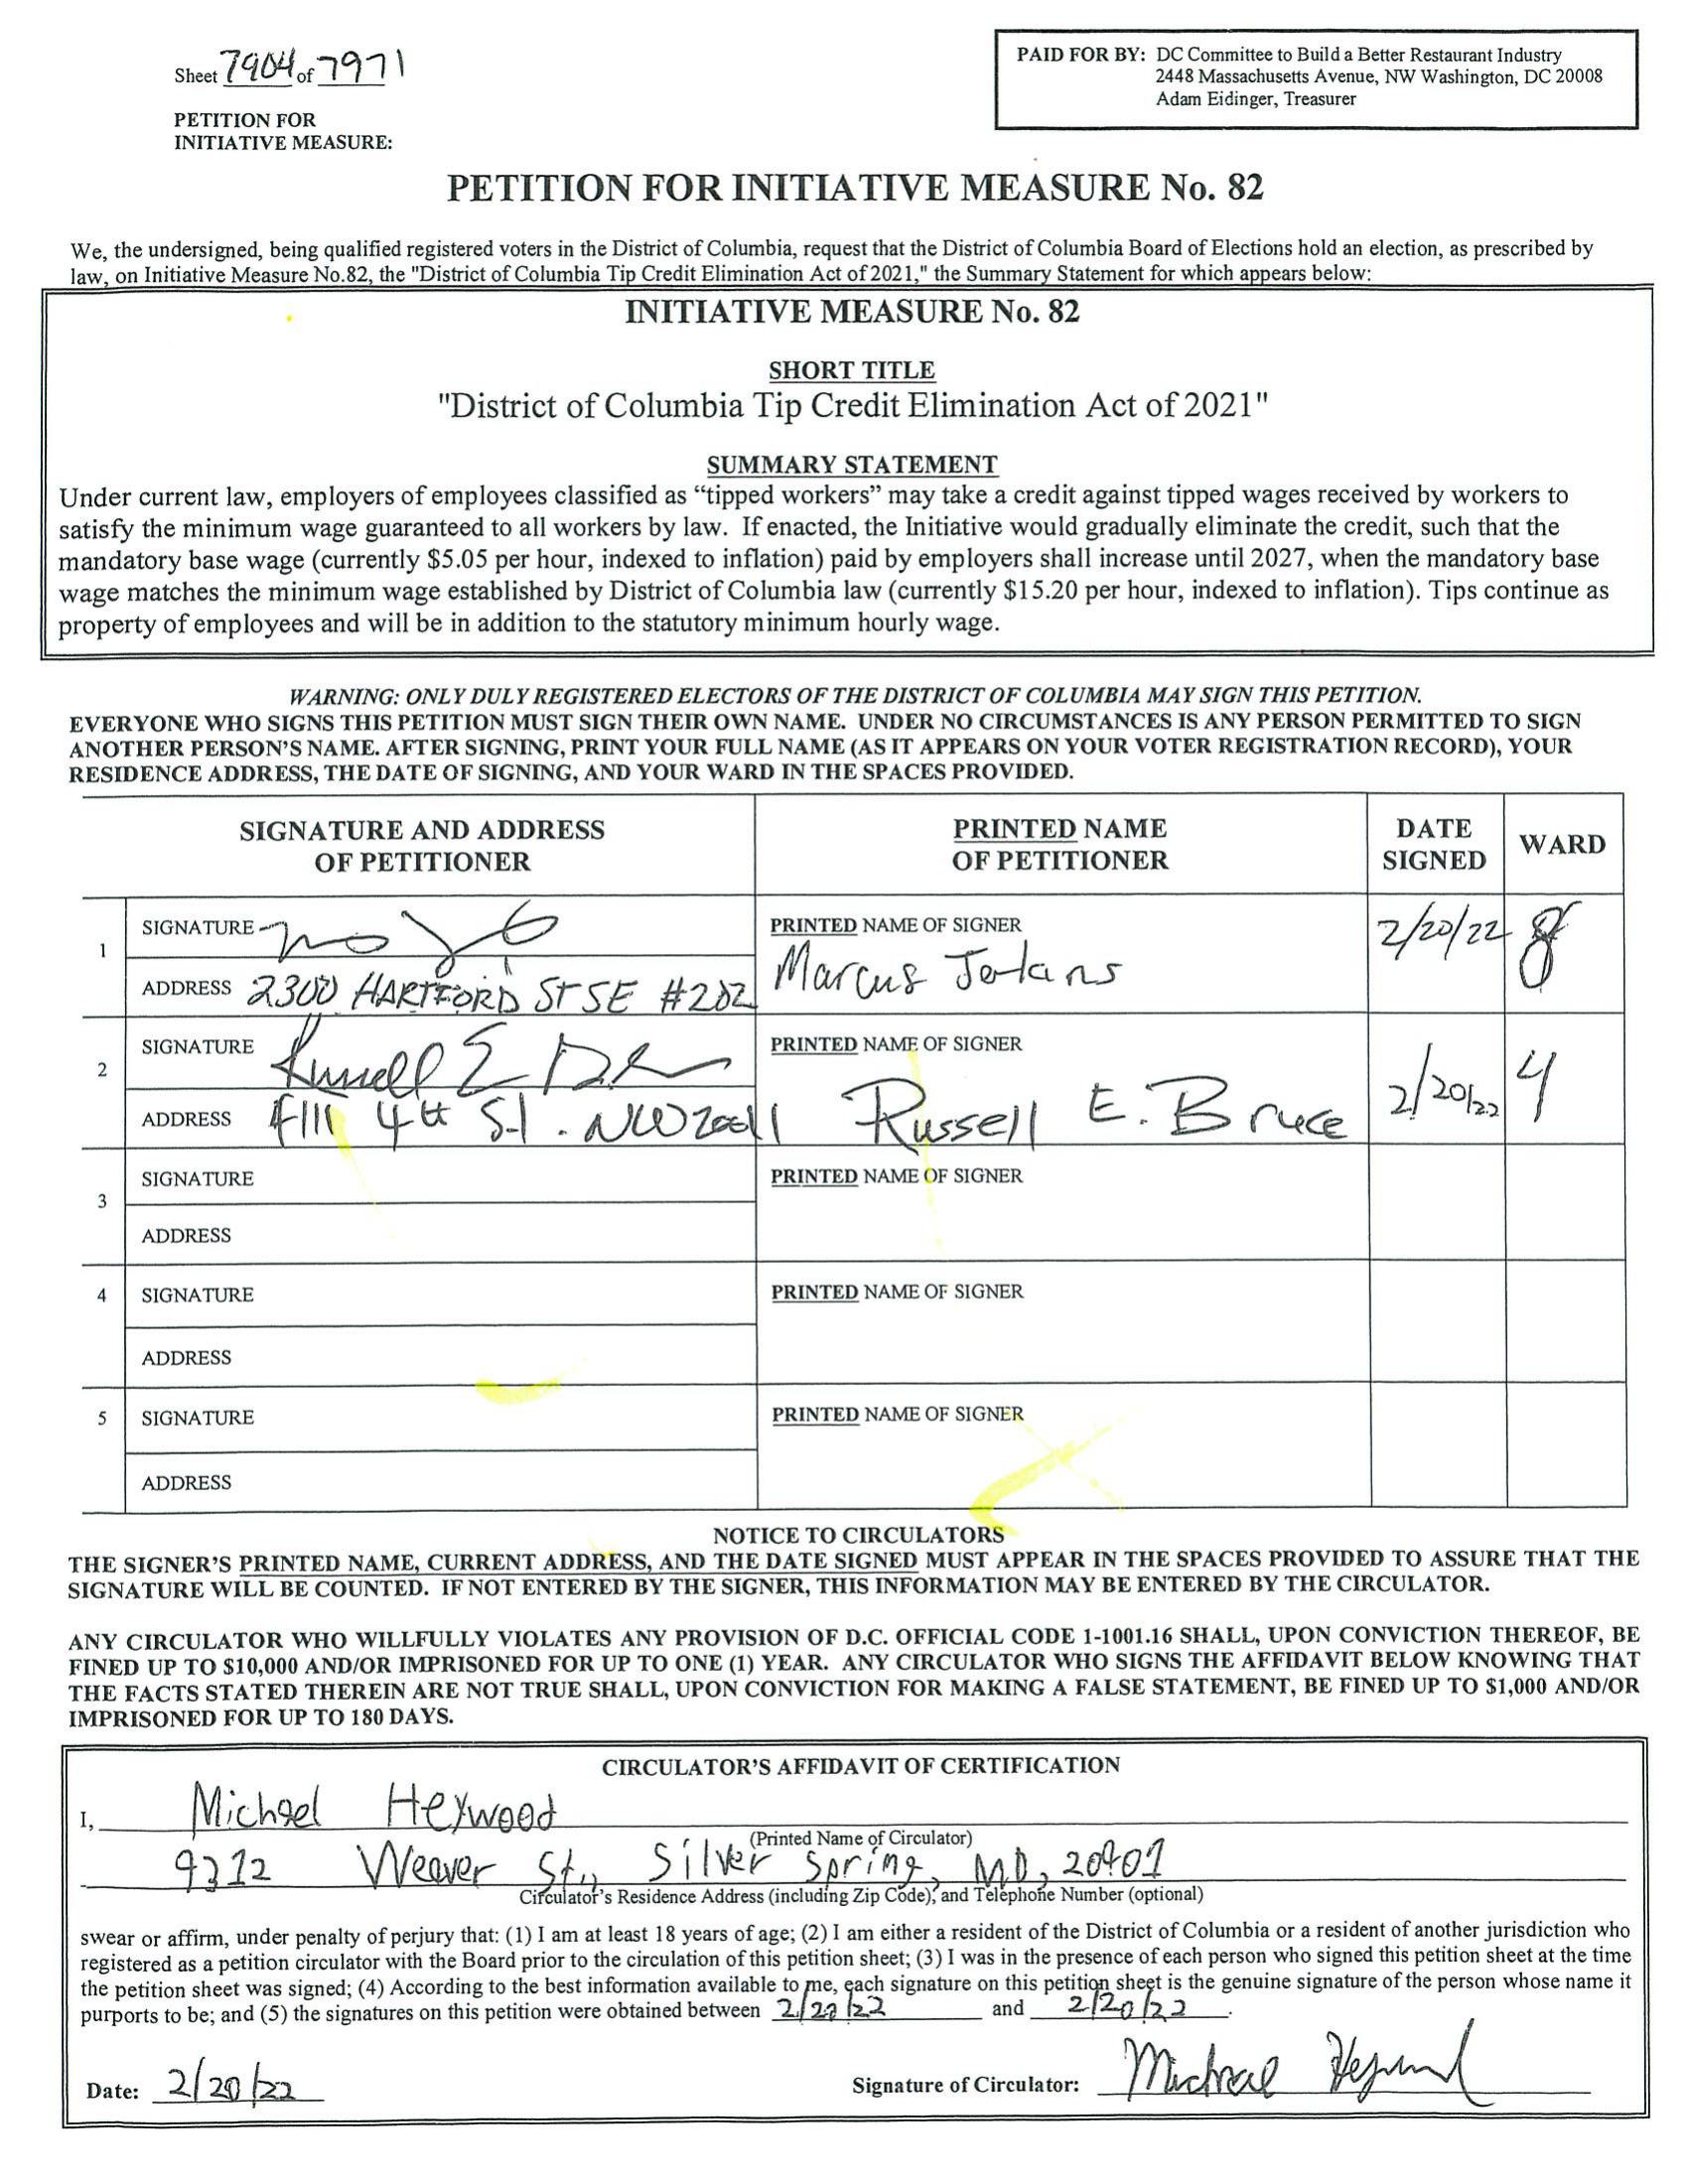 Sheet 7904 of 7971
PAID FOR BY: DC Committee to Build a Better Restaurant Industry
2448 Massachusetts Avenue, NW Washington, DC 20008
Adam Eidinger, Treasurer
PETITION FOR
INITIATIVE MEASURE:
PETITION FOR INITIATIVE MEASURE No. 82
We, the undersigned, being qualified registered voters in the District of Columbia, request that the District of Columbia Board of Elections hold an election, as prescribed by
law, on Initiative Measure No.82, the "District of Columbia Tip Credit Elimination Act of 2021," the Summary Statement for which appears below:
INITIATIVE MEASURE No. 82
SHORT TITLE
"District of Columbia Tip Credit Elimination Act of 2021"
SUMMARY STATEMENT
Under current law, employers of employees classified as “tipped workers” may take a credit against tipped wages received by workers to
satisfy the minimum wage guaranteed to all workers by law. If enacted, the Initiative would gradually eliminate the credit, such that the
mandatory base wage (currently $5.05 per hour, indexed to inflation) paid by employers shall increase until 2027, when the mandatory base
wage matches the minimum wage established by District of Columbia law (currently $15.20 per hour, indexed to inflation). Tips continue as
property of employees and will be in addition to the statutory minimum hourly wage.
WARNING: ONLY DULY REGISTERED ELECTORS OF THE DISTRICT OF COLUMBIA MAY SIGN THIS PETITION.
EVERYONE WHO SIGNS THIS PETITION MUST SIGN THEIR OWN NAME. UNDER NO CIRCUMSTANCES IS ANY PERSON PERMITTED TO SIGN
ANOTHER PERSON'S NAME. AFTER SIGNING, PRINT YOUR FULL NAME (AS IT APPEARS ON YOUR VOTER REGISTRATION RECORD), YOUR
RESIDENCE ADDRESS, THE DATE OF SIGNING, AND YOUR WARD IN THE SPACES PROVIDED.
SIGNATURE AND ADDRESS
OF PETITIONER
PRINTED NAME
OF PETITIONER
DATE
SIGNED
WARD
1
SIGNATURE
PRINTED NAME OF SIGNER
2/20/22
8
ADDRESS 2300 HARTFORD ST SE #202
Marcus
2
SIGNATURE Russell E
PRINTED NAME OF SIGNER
2/20/22
4
ADDRESS 4th St. NW 20011
Russell E. Bruce
3
SIGNATURE
PRINTED NAME OF SIGNER
ADDRESS
4
SIGNATURE
PRINTED NAME OF SIGNER
ADDRESS
5
SIGNATURE
PRINTED NAME OF SIGNER
ADDRESS
NOTICE TO CIRCULATORS
THE SIGNER'S PRINTED NAME, CURRENT ADDRESS, AND THE DATE SIGNED MUST APPEAR IN THE SPACES PROVIDED TO ASSURE THAT THE
SIGNATURE WILL BE COUNTED. IF NOT ENTERED BY THE SIGNER, THIS INFORMATION MAY BE ENTERED BY THE CIRCULATOR.
ANY CIRCULATOR WHO WILLFULLY VIOLATES ANY PROVISION OF D.C. OFFICIAL CODE 1-1001.16 SHALL, UPON CONVICTION THEREOF, BE
FINED UP TO $10,000 AND/OR IMPRISONED FOR UP TO ONE (1) YEAR. ANY CIRCULATOR WHO SIGNS THE AFFIDAVIT BELOW KNOWING THAT
THE FACTS STATED THEREIN ARE NOT TRUE SHALL, UPON CONVICTION FOR MAKING A FALSE STATEMENT, BE FINED UP TO $1,000 AND/OR
IMPRISONED FOR UP TO 180 DAYS.
CIRCULATOR'S AFFIDAVIT OF CERTIFICATION
I, Michael Heywood
(Printed Name of Circulator)
9312 Weaver St., Silver Spring, MD, 20901
Circulator's Residence Address (including Zip Code), and Telephone Number (optional)
swear or affirm, under penalty of perjury that: (1) I am at least 18 years of age; (2) I am either a resident of the District of Columbia or a resident of another jurisdiction who
registered as a petition circulator with the Board prior to the circulation of this petition sheet; (3) I was in the presence of each person who signed this petition sheet at the time
the petition sheet was signed; (4) According to the best information available to me, each signature on this petition sheet is the genuine signature of the person whose name it
purports to be; and (5) the signatures on this petition were obtained between 2/20/22 and 2/20/22.
Date: 2/20/22
Signature of Circulator: Michael Heywood